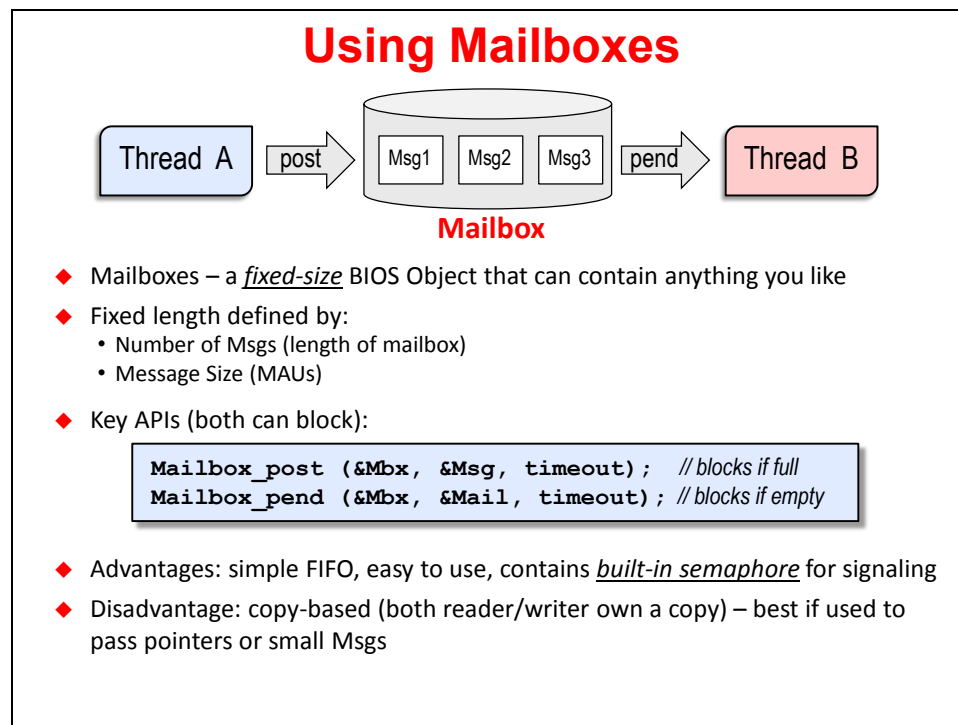 Using Mailboxes
Thread A
post
Msg1
Msg2
Msg3
pend
Thread B
Mailbox
◆ Mailboxes – a fixed-size BIOS Object that can contain anything you like
◆ Fixed length defined by:
• Number of Msgs (length of mailbox)
• Message Size (MAUs)
◆ Key APIs (both can block):
Mailbox_post (&Mbx, &Msg, timeout); // blocks if full
Mailbox_pend (&Mbx, &Mail, timeout); // blocks if empty
◆ Advantages: simple FIFO, easy to use, contains built-in semaphore for signaling
◆ Disadvantage: copy-based (both reader/writer own a copy) – best if used to
pass pointers or small Msgs